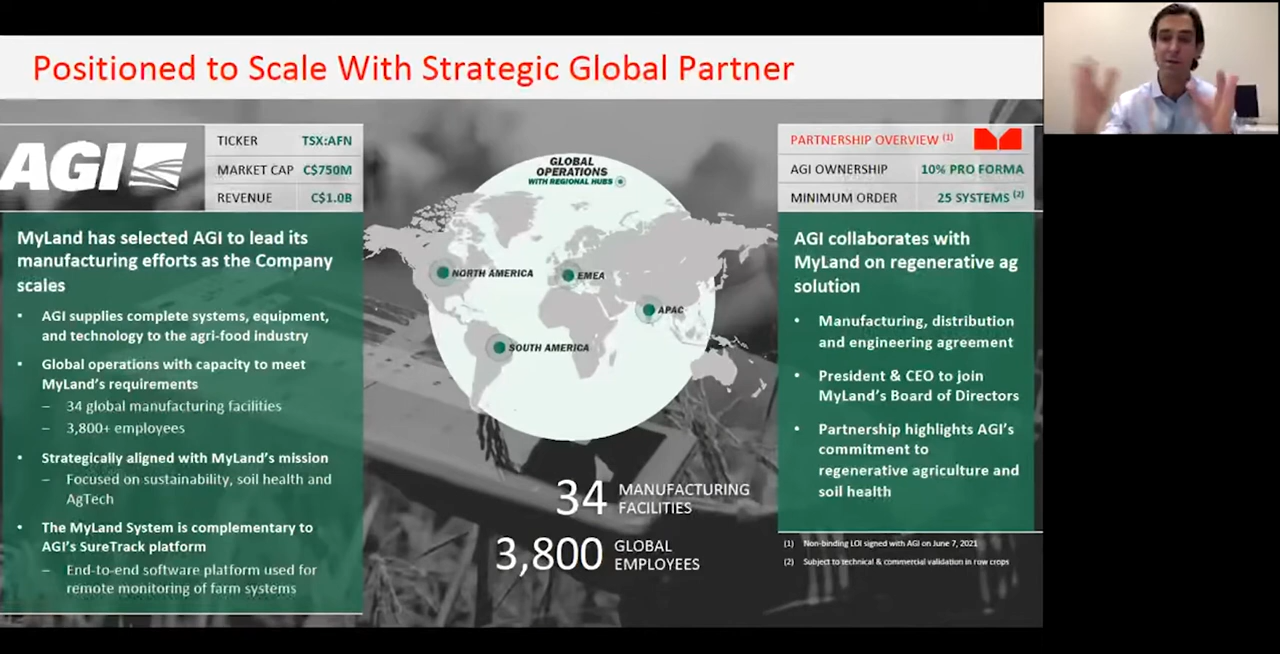 Positioned to Scale With Strategic Global Partner
AGI
TICKER TSX:AFN
MARKET CAP C$750M
REVENUE C$1.0B
MyLand has selected AGI to lead its
manufacturing efforts as the Company
scales
• AGI supplies complete systems, equipment,
and technology to the agri-food industry
• Global operations with capacity to meet
MyLand's requirements
– 34 global manufacturing facilities
– 3,800+ employees
• Strategically aligned with MyLand's mission
– Focused on sustainability, soil health and
AgTech
• The MyLand System is complementary to
AGI's SureTrack platform
– End-to-end software platform used for
remote monitoring of farm systems
GLOBAL
OPERATIONS
WITH REGIONAL HUBS
NORTH AMERICA
EMEA
APAC
SOUTH AMERICA
34 MANUFACTURING
FACILITIES
3,800 GLOBAL
EMPLOYEES
PARTNERSHIP OVERVIEW (1)
AGI OWNERSHIP 10% PRO FORMA
MINIMUM ORDER 25 SYSTEMS (2)
AGI collaborates with
MyLand on regenerative ag
solution
• Manufacturing, distribution
and engineering agreement
• President & CEO to join
MyLand's Board of Directors
• Partnership highlights AGI's
commitment to
regenerative agriculture and
soil health
(1) Non-binding LOI signed with AGI on June 7, 2021
(2) Subject to technical & commercial validation in row crops